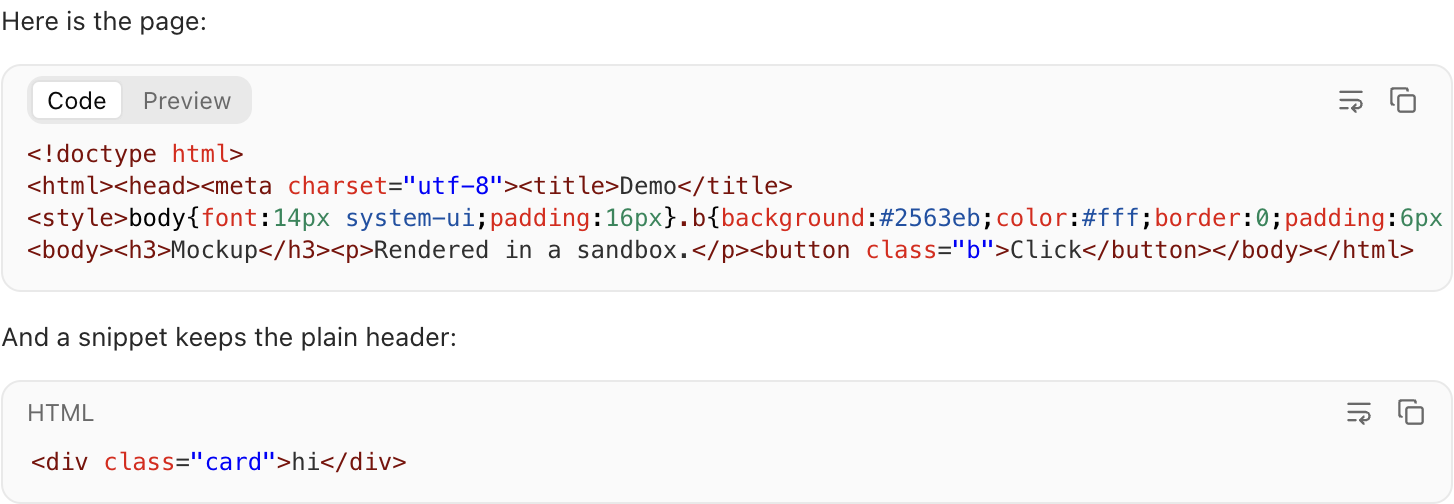 Here is the page:
Code Preview
<!doctype html>
<html><head><meta charset="utf-8"><title>Demo</title>
<style>body{font:14px system-ui;padding:16px}.b{background:#2563eb;color:#fff;border:0;padding:6px
<body><h3>Mockup</h3><p>Rendered in a sandbox.</p><button class="b">Click</button></body></html>
And a snippet keeps the plain header:
HTML
<div class="card">hi</div>